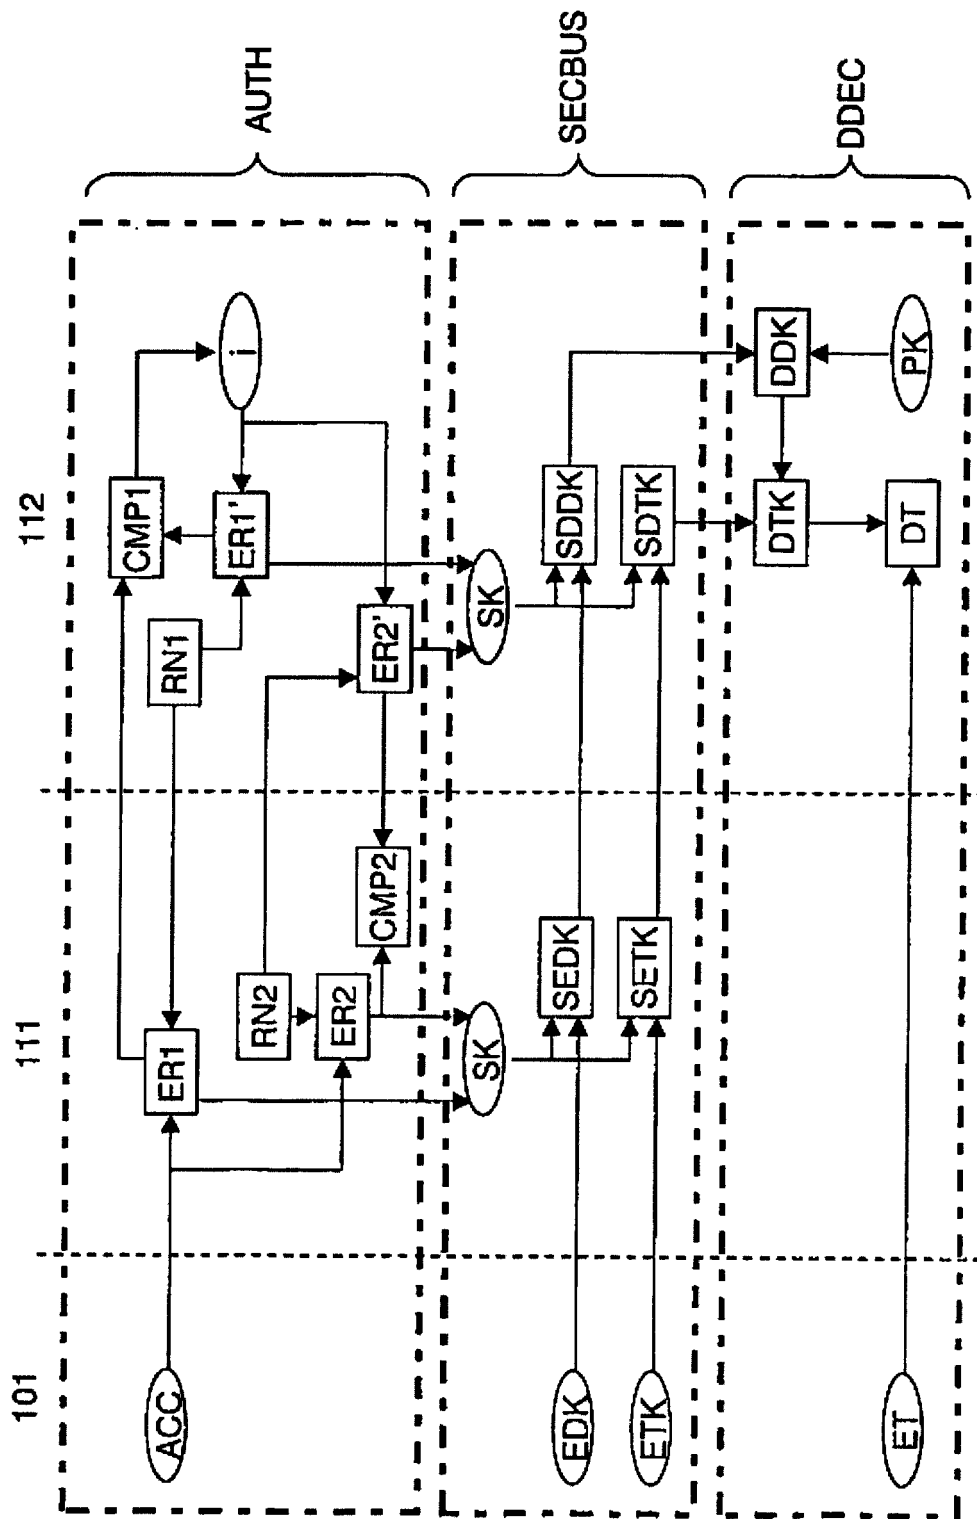 101
111
112
ACC
ER1
RN1
CMP1
RN2
ER2
CMP2
ER1'
ER2'
i
AUTH
SK
SK
EDK
SEDK
SDDK
ETK
SETK
SDTK
SECBUS
DTK
DDK
ET
DT
PK
DDEC